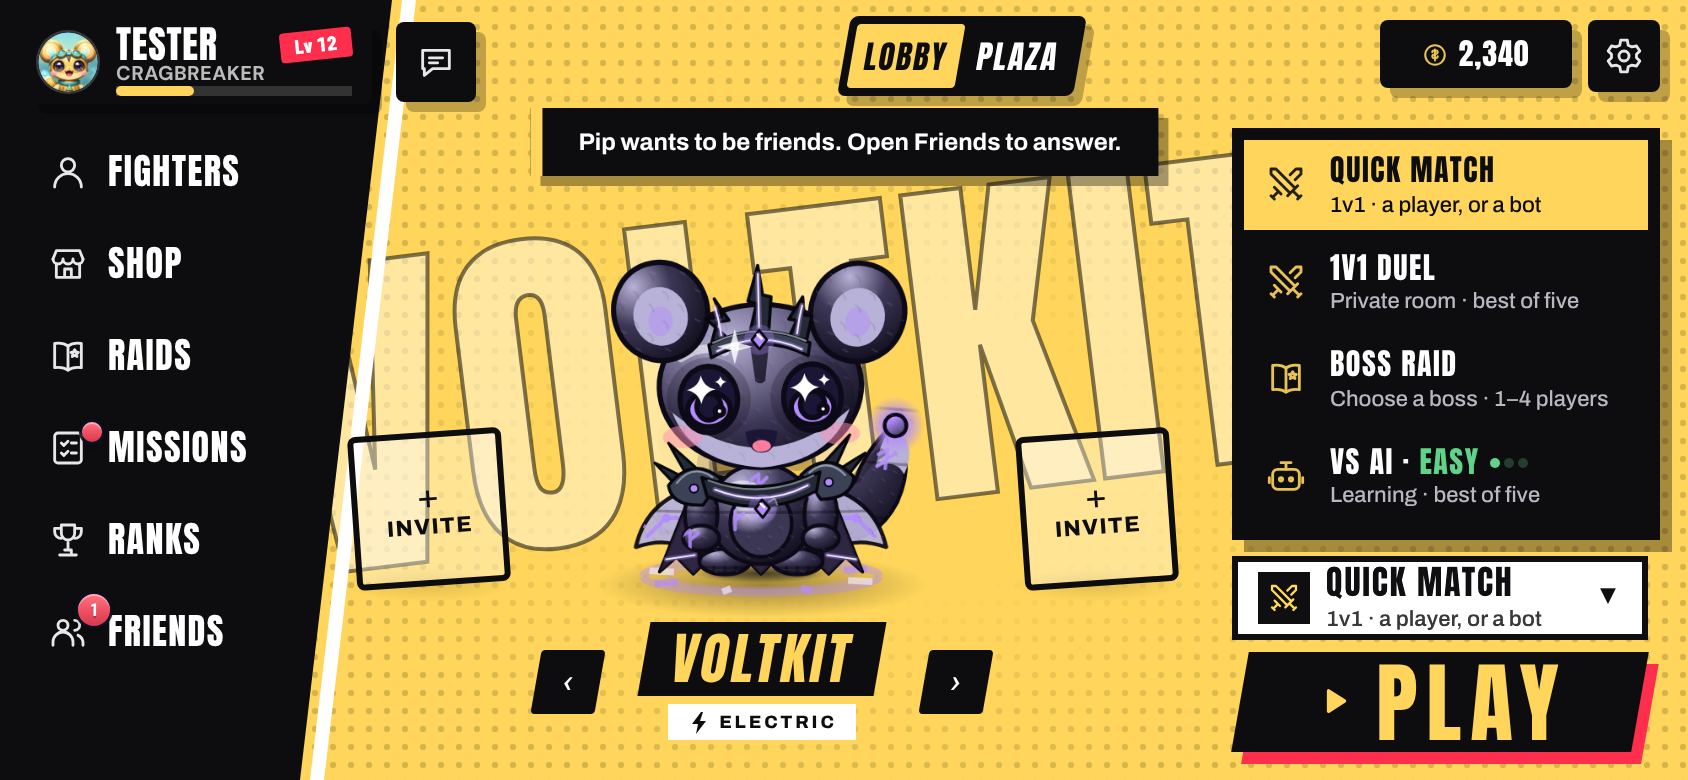 TESTER
Lv 12
CRAGBREAKER
LOBBY
PLAZA
2,340
Pip wants to be friends. Open Friends to answer.
FIGHTERS
SHOP
RAIDS
MISSIONS
1
FRIENDS
VOLTKIT
+
INVITE
+
INVITE
‹
VOLTKIT
›
ELECTRIC
QUICK MATCH
1v1 · a player, or a bot
1V1 DUEL
Private room · best of five
BOSS RAID
Choose a boss · 1–4 players
VS AI · EASY
Learning · best of five
QUICK MATCH
1v1 · a player, or a bot
PLAY